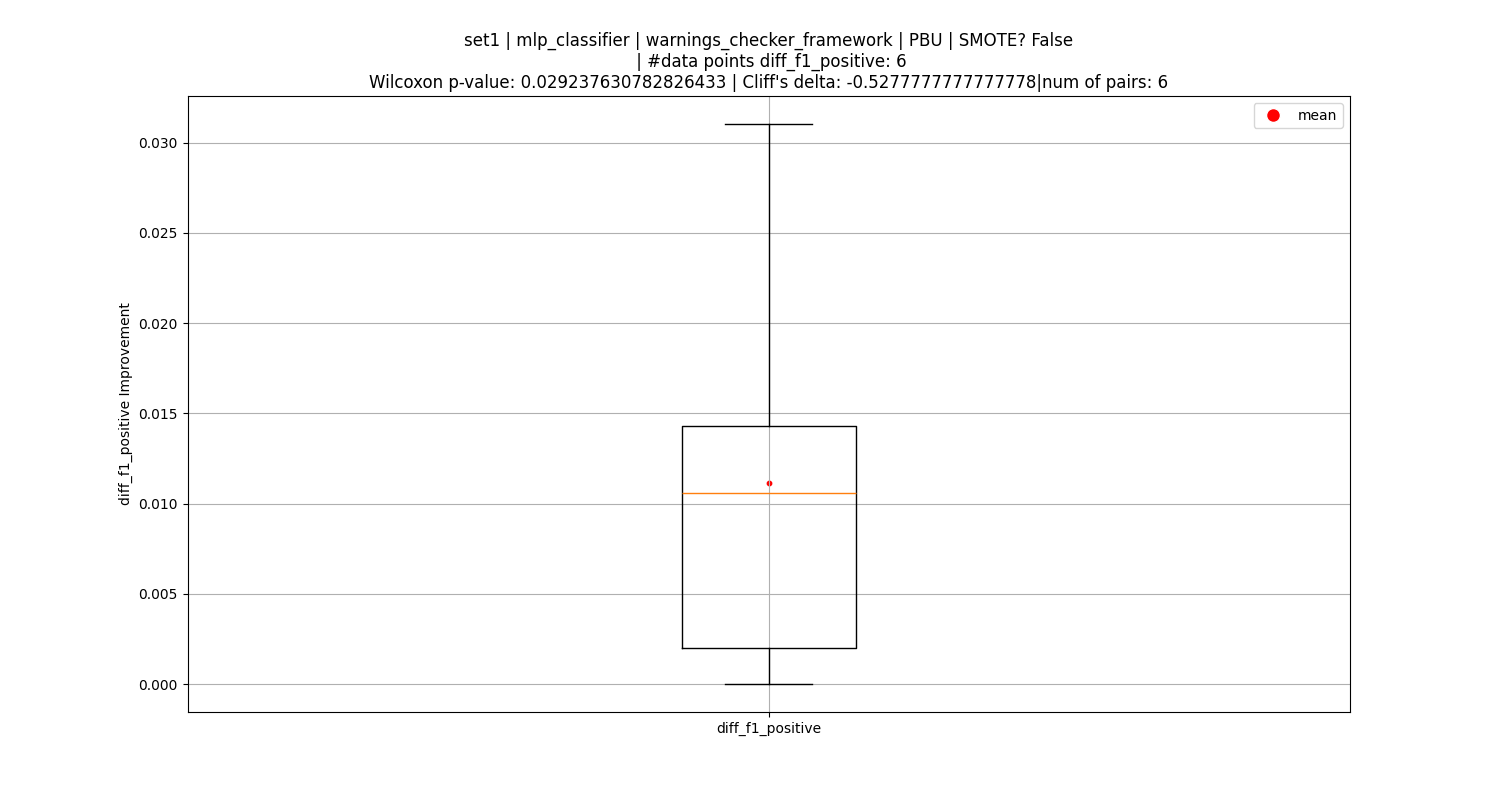 set1 | mlp_classifier | warnings_checker_framework | PBU | SMOTE? False
| #data points diff_f1_positive: 6
Wilcoxon p-value: 0.029237630782826433 | Cliff's delta: -0.5277777777777778|num of pairs: 6
mean
0.030
0.025
0.020
0.015
0.010
0.005
0.000
diff_f1_positive Improvement
diff_f1_positive